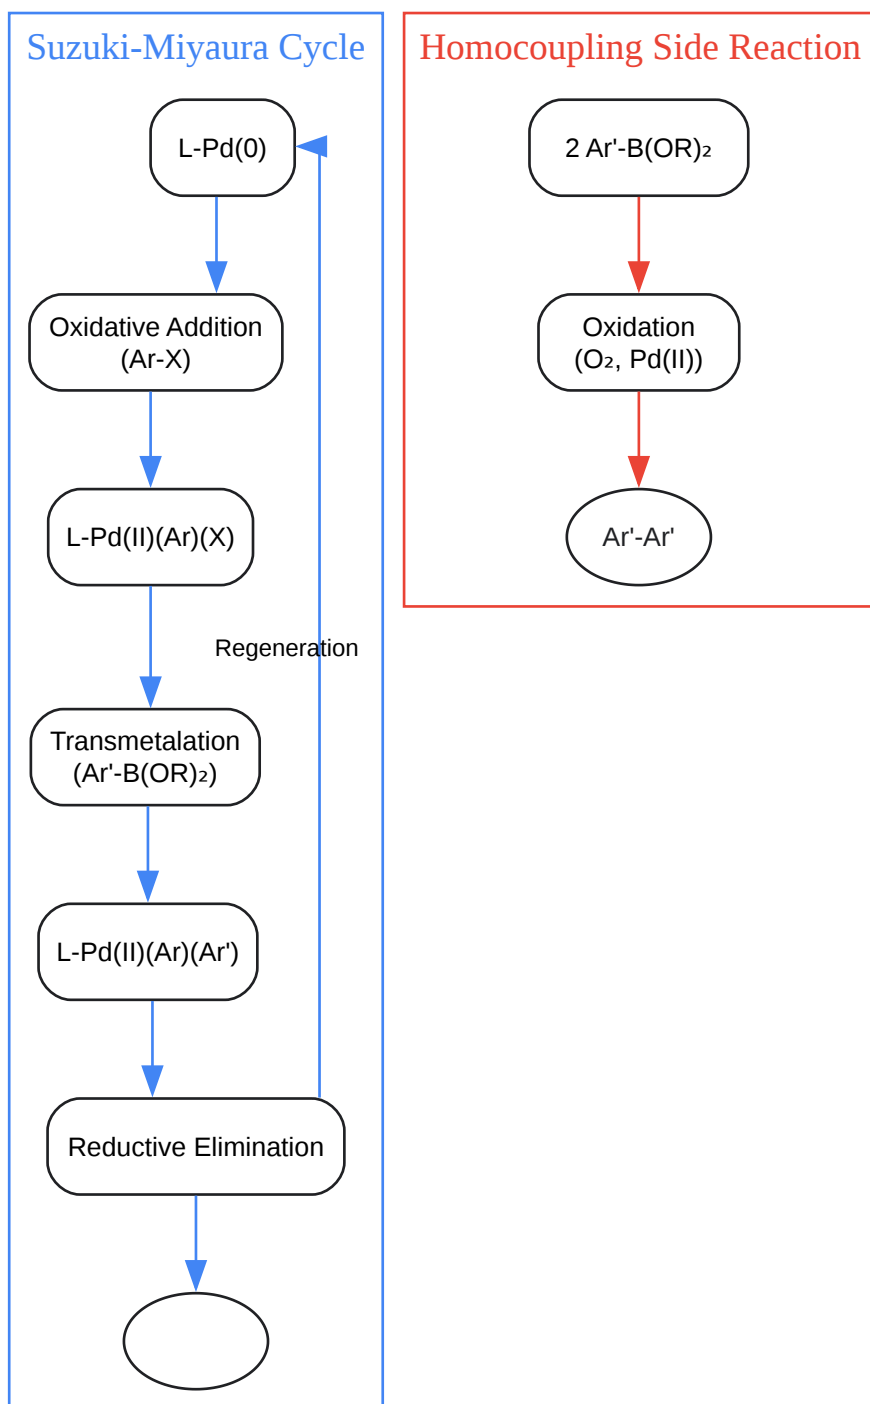 Suzuki-Miyaura Cycle
L-Pd(0)
Oxidative Addition
(Ar-X)
L-Pd(II)(Ar)(X)
Regeneration
Transmetalation
(Ar'-B(OR)₂)
L-Pd(II)(Ar)(Ar')
Reductive Elimination
Homocoupling Side Reaction
2 Ar'-B(OR)₂
Oxidation
(O₂, Pd(II))
Ar'-Ar'